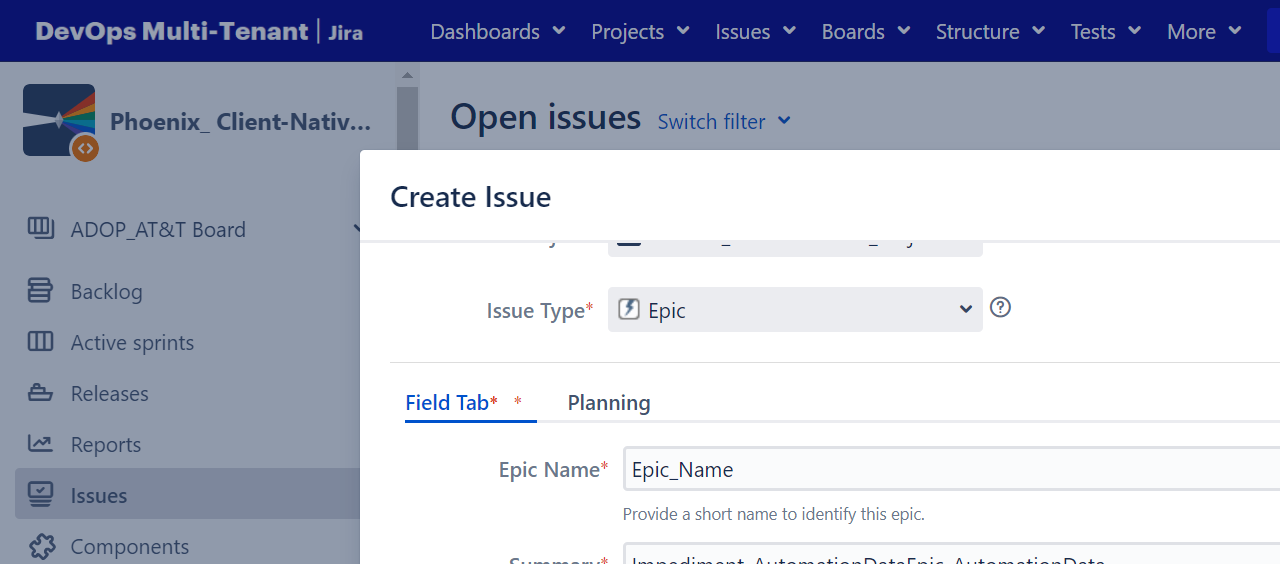 DevOps Multi-Tenant | Jira
Dashboards Projects Issues Boards Structure Tests More
Phoenix_ Client-Nativ...
Open issues Switch filter
Create Issue
ADOP_AT&T Board
Issue Type* Epic
Backlog
Active sprints
Field Tab* * Planning
Releases
Reports
Epic Name* Epic_Name
Issues
Provide a short name to identify this epic.
Components
Summary* Impediment_AutomationDataEpic_AutomationData